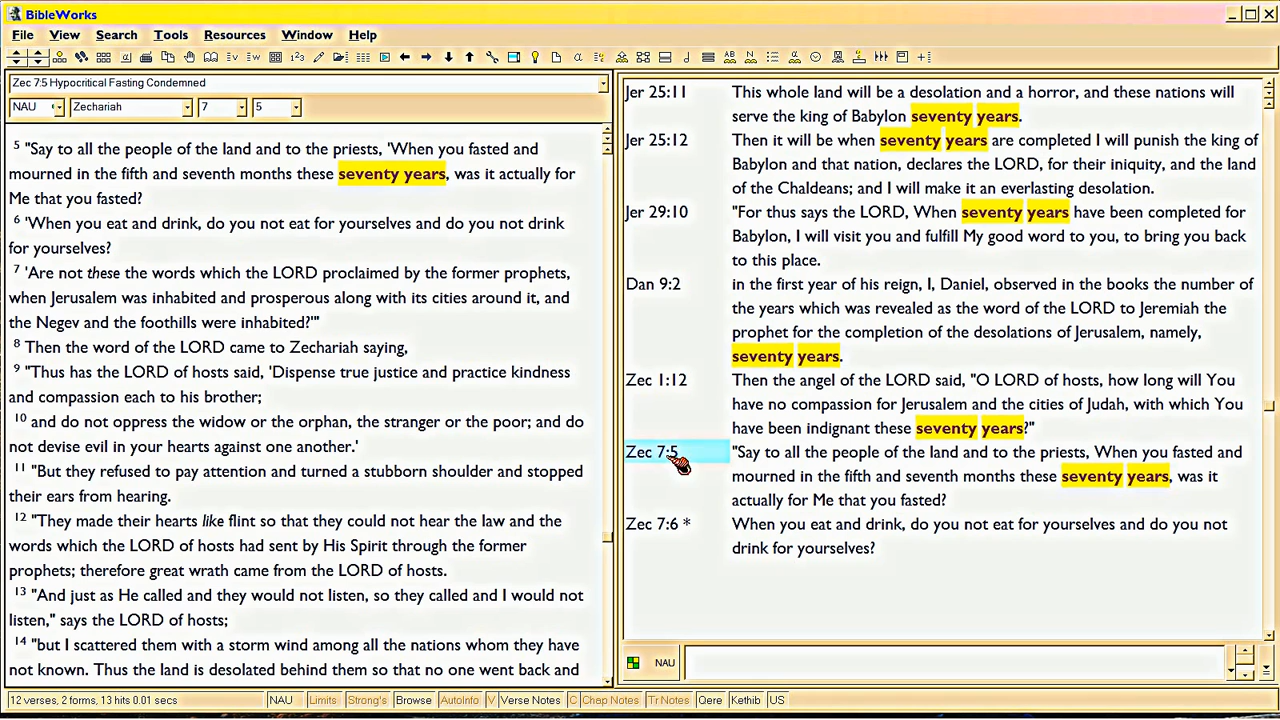 BibleWorks
File View Search Tools Resources Window Help
Zec 7:5 Hypocritical Fasting Condemned
NAU Zechariah 7 5
5 "Say to all the people of the land and to the priests, 'When you fasted and
mourned in the fifth and seventh months these seventy years, was it actually for
Me that you fasted?
6 'When you eat and drink, do you not eat for yourselves and do you not drink
for yourselves?
7 'Are not these the words which the LORD proclaimed by the former prophets,
when Jerusalem was inhabited and prosperous along with its cities around it, and
the Negev and the foothills were inhabited?'"
8 Then the word of the LORD came to Zechariah saying,
9 "Thus has the LORD of hosts said, 'Dispense true justice and practice kindness
and compassion each to his brother;
10 and do not oppress the widow or the orphan, the stranger or the poor; and do
not devise evil in your hearts against one another.'
11 "But they refused to pay attention and turned a stubborn shoulder and stopped
their ears from hearing.
12 "They made their hearts like flint so that they could not hear the law and the
words which the LORD of hosts had sent by His Spirit through the former
prophets; therefore great wrath came from the LORD of hosts.
13 "And just as He called and they would not listen, so they called and I would not
listen," says the LORD of hosts;
14 "but I scattered them with a storm wind among all the nations whom they have
not known. Thus the land is desolated behind them so that no one went back and
Jer 25:11 This whole land will be a desolation and a horror, and these nations will
serve the king of Babylon seventy years.
Jer 25:12 Then it will be when seventy years are completed I will punish the king of
Babylon and that nation, declares the LORD, for their iniquity, and the land
of the Chaldeans; and I will make it an everlasting desolation.
Jer 29:10 "For thus says the LORD, When seventy years have been completed for
Babylon, I will visit you and fulfill My good word to you, to bring you back
to this place.
Dan 9:2 in the first year of his reign, I, Daniel, observed in the books the number of
the years which was revealed as the word of the LORD to Jeremiah the
prophet for the completion of the desolations of Jerusalem, namely,
seventy years.
Zec 1:12 Then the angel of the LORD said, "O LORD of hosts, how long will You
have no compassion for Jerusalem and the cities of Judah, with which You
have been indignant these seventy years?"
Zec 7:5 "Say to all the people of the land and to the priests, When you fasted and
mourned in the fifth and seventh months these seventy years, was it
actually for Me that you fasted?
Zec 7:6 * When you eat and drink, do you not eat for yourselves and do you not
drink for yourselves?
NAU
12 verses, 2 forms, 13 hits 0.01 secs NAU Limits Strong's Browse AutoInfo V Verse Notes C Chap Notes Tr Notes Qere Kethib US